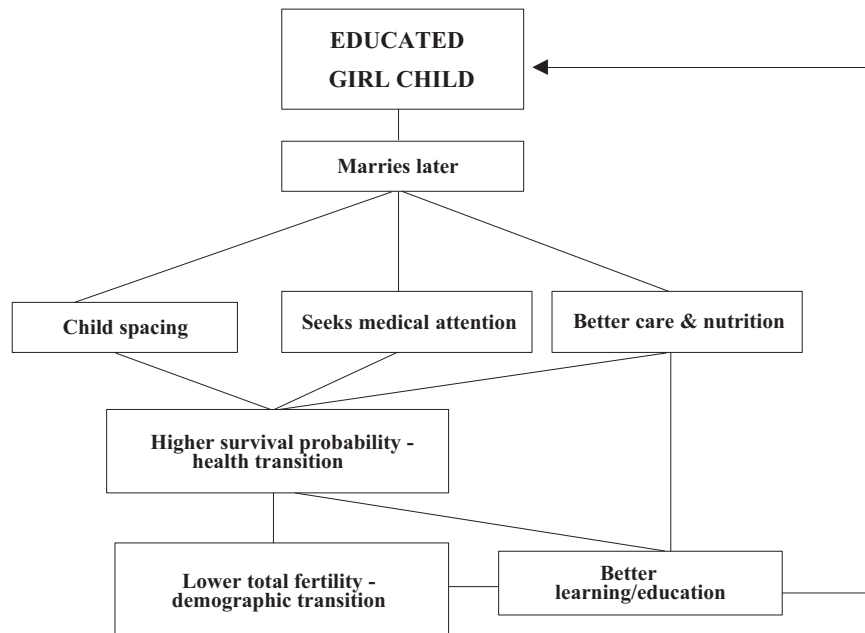 EDUCATED
GIRL CHILD
Marries later
Child spacing
Seeks medical attention
Better care & nutrition
Higher survival probability -
health transition
Lower total fertility -
demographic transition
Better
learning/education